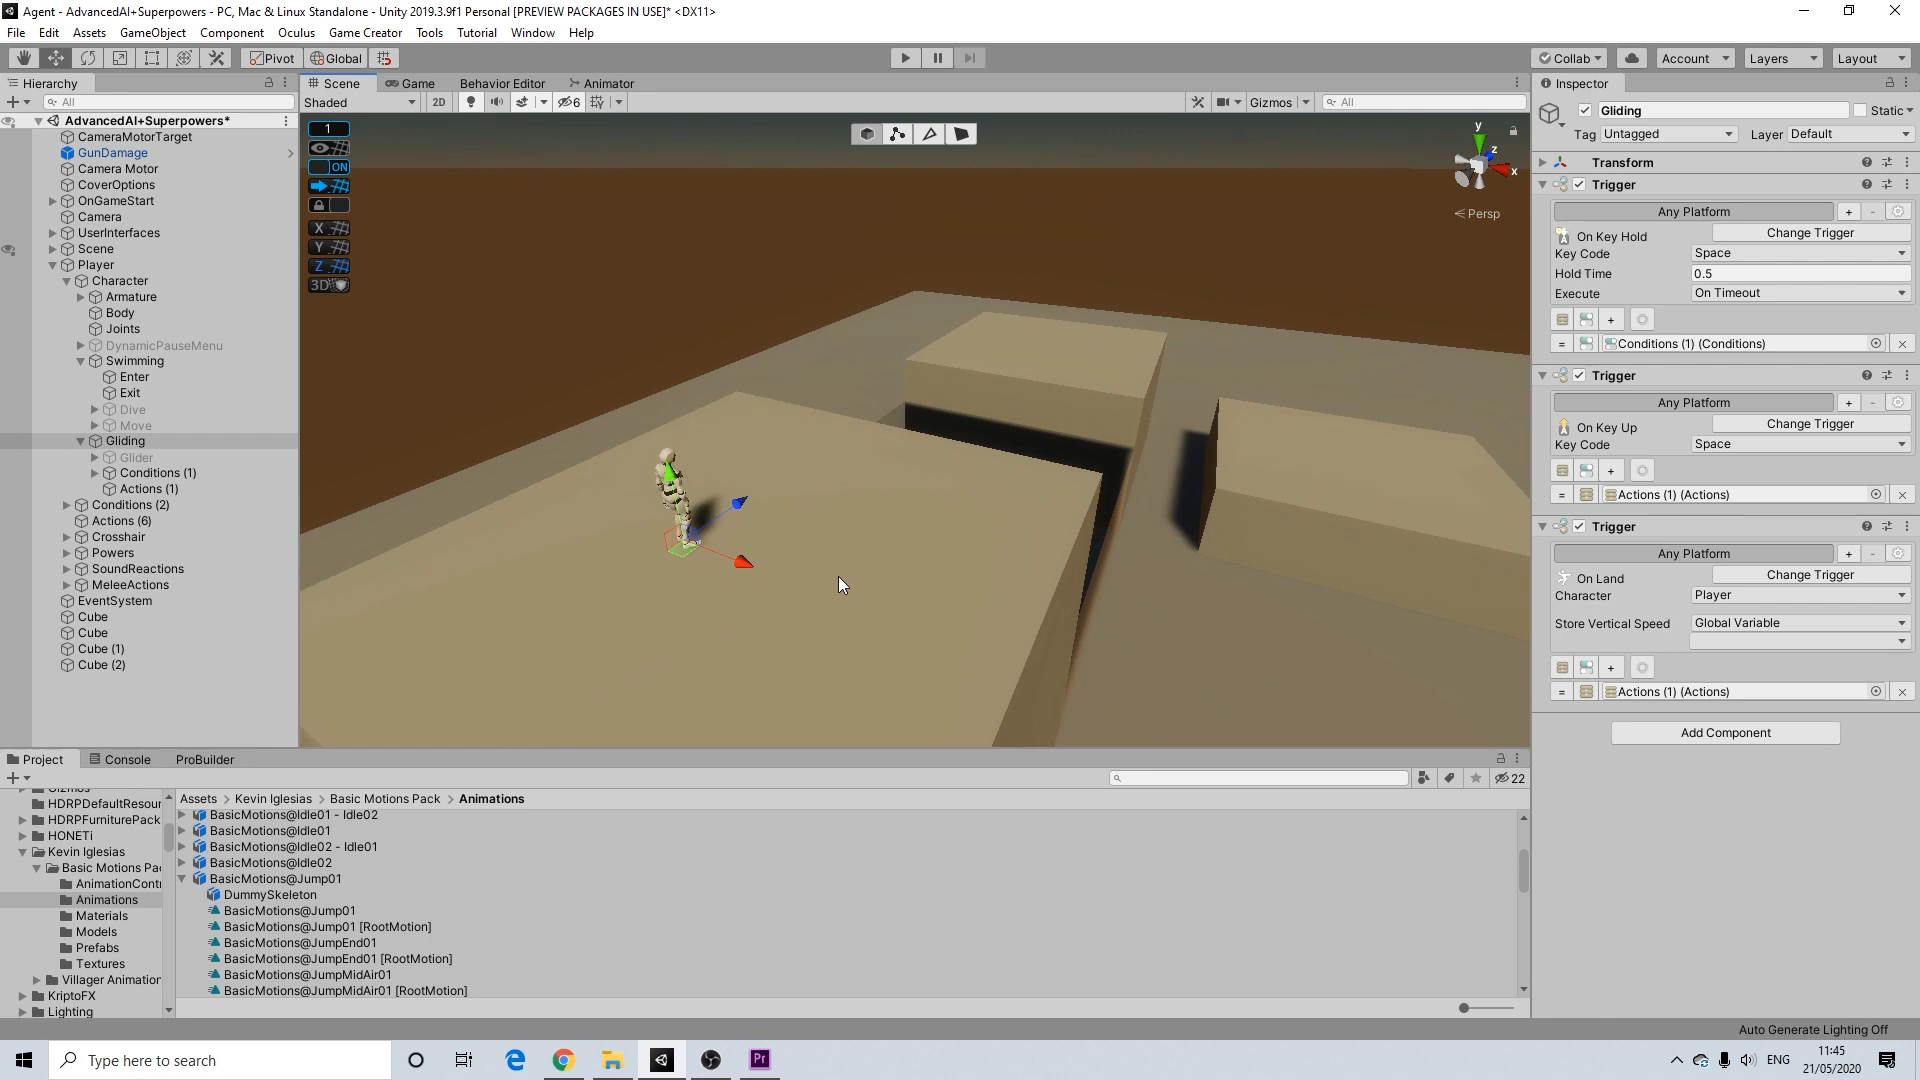 Agent - AdvancedAI+Superpowers - PC, Mac & Linux Standalone - Unity 2019.3.9f1 Personal [PREVIEW PACKAGES IN USE]* <DX11>
File Edit Assets GameObject Component Oculus Game Creator Tools Tutorial Window Help
Pivot Global Collab Account Layers Layout
Hierarchy
All
AdvancedAI+Superpowers*
CameraMotorTarget
GunDamage
Camera Motor
CoverOptions
OnGameStart
Camera
UserInterfaces
Scene
Player
Character
Armature
Body
Joints
DynamicPauseMenu
Swimming
Enter
Exit
Dive
Move
Gliding
Glider
Conditions (1)
Actions (1)
Conditions (2)
Actions (6)
Crosshair
Powers
SoundReactions
MeleeActions
EventSystem
Cube
Cube
Cube (1)
Cube (2)
Scene Game Behavior Editor Animator
Shaded 2D 6 Gizmos All
1
ON
X
Y
Z
3D
y
z
x
Persp
Inspector
Gliding Static
Tag Untagged Layer Default
Transform
Trigger
Any Platform + -
On Key Hold Change Trigger
Key Code Space
Hold Time 0.5
Execute On Timeout
+
= Conditions (1) (Conditions)
Trigger
Any Platform + -
On Key Up Change Trigger
Key Code Space
+
= Actions (1) (Actions)
Trigger
Any Platform + -
On Land Change Trigger
Character Player
Store Vertical Speed Global Variable
+
= Actions (1) (Actions)
Add Component
Project Console ProBuilder
22
Gizmos
HDRPDefaultResour
HDRPFurniturePack
HONETi
Kevin Iglesias
Basic Motions Pac
AnimationContr
Animations
Materials
Models
Prefabs
Textures
Villager Animation
KriptoFX
Lighting
Assets > Kevin Iglesias > Basic Motions Pack > Animations
BasicMotions@Idle01 - Idle02
BasicMotions@Idle01
BasicMotions@Idle02 - Idle01
BasicMotions@Idle02
BasicMotions@Jump01
DummySkeleton
BasicMotions@Jump01
BasicMotions@Jump01 [RootMotion]
BasicMotions@JumpEnd01
BasicMotions@JumpEnd01 [RootMotion]
BasicMotions@JumpMidAir01
BasicMotions@JumpMidAir01 [RootMotion]
Auto Generate Lighting Off
Type here to search
Pr
ENG
11:45
21/05/2020